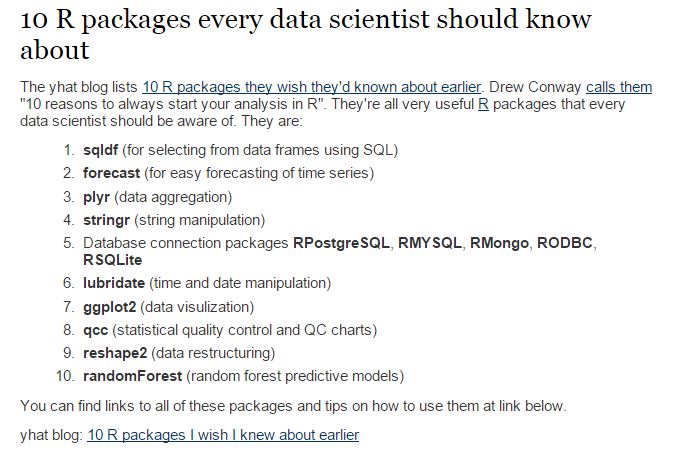 10 R packages every data scientist should know
about
The yhat blog lists 10 R packages they wish they'd known about earlier. Drew Conway calls them
"10 reasons to always start your analysis in R". They're all very useful R packages that every
data scientist should be aware of. They are:
1. sqldf (for selecting from data frames using SQL)
2. forecast (for easy forecasting of time series)
3. plyr (data aggregation)
4. stringr (string manipulation)
5. Database connection packages RPostgreSQL, RMYSQL, RMongo, RODBC,
RSQLite
6. lubridate (time and date manipulation)
7. ggplot2 (data visulization)
8. qcc (statistical quality control and QC charts)
9. reshape2 (data restructuring)
10. randomForest (random forest predictive models)
You can find links to all of these packages and tips on how to use them at link below.
yhat blog: 10 R packages I wish I knew about earlier